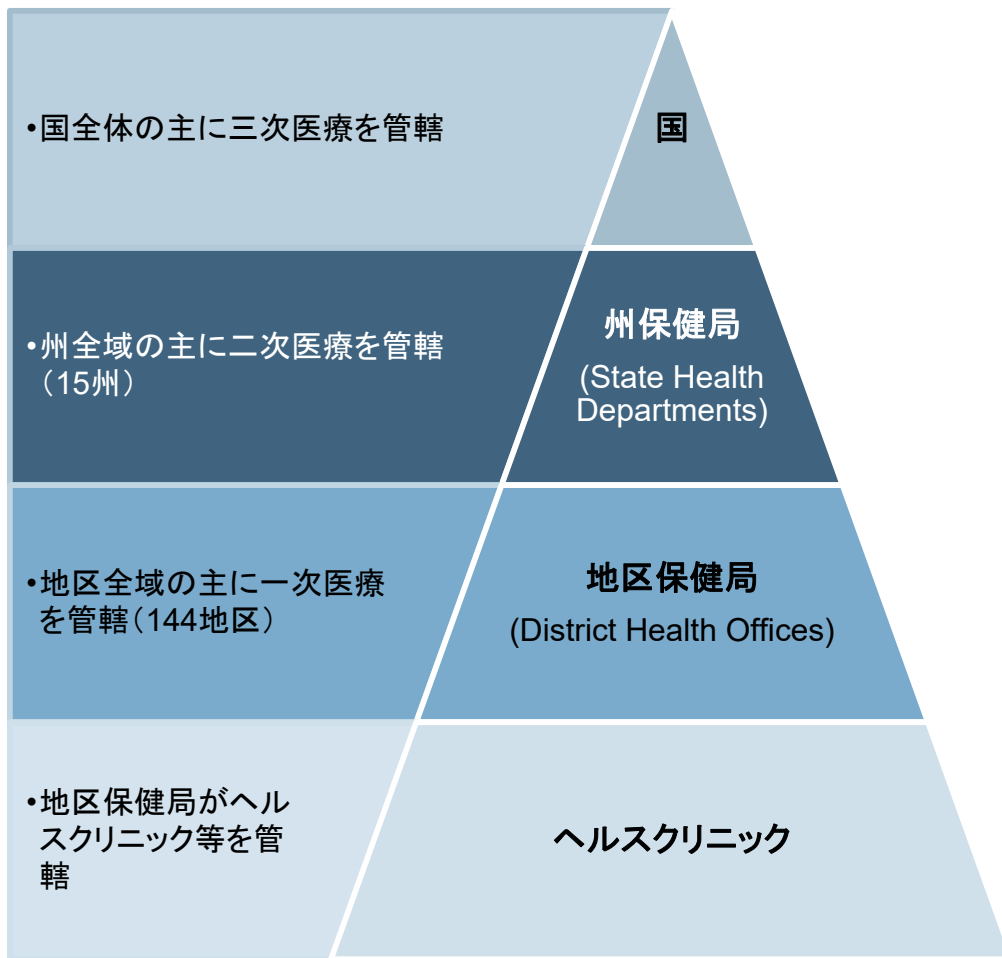 •国全体の主に三次医療を管轄
国
•州全域の主に二次医療を管轄
（15州）
州保健局
(State Health
Departments)
•地区全域の主に一次医療
を管轄（144地区）
地区保健局
(District Health Offices)
•地区保健局がヘル
スクリニック等を管
轄
ヘルスクリニック